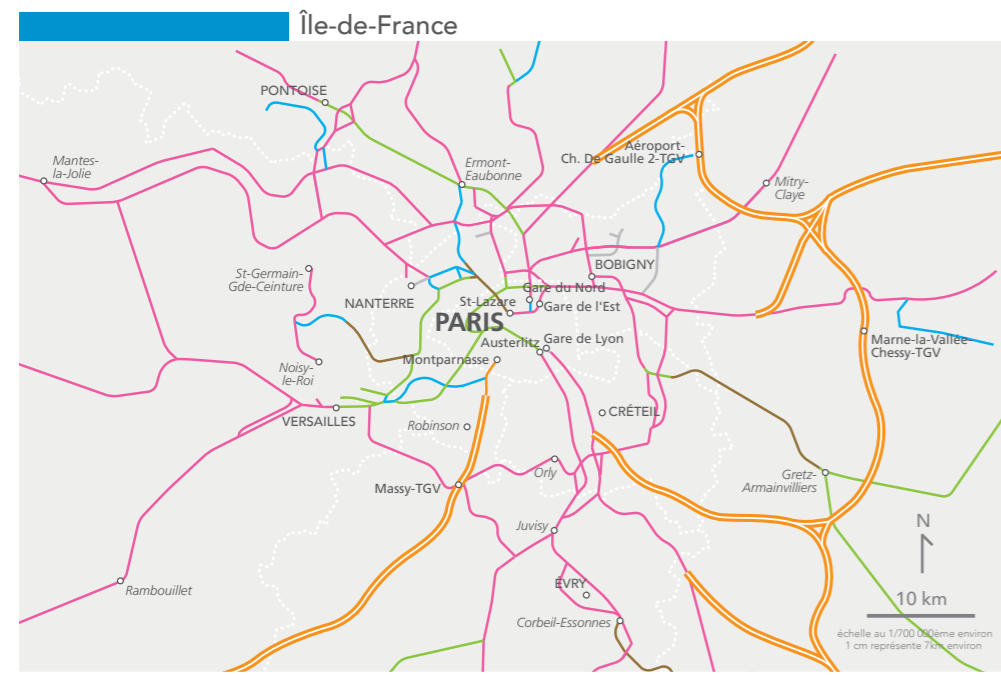 Île-de-France
PONTOISE
Mantes-
la-Jolie
Ermont-
Eaubonne
Aéroport-
Ch. De Gaulle 2-TGV
Mitry-
Claye
St-Germain-
Gde-Ceinture
NANTERRE
BOBIGNY
Gare du Nord
St-Lazare
Gare de l'Est
PARIS
Austerlitz
Gare de Lyon
Montparnasse
Marne-la-Vallée-
Chessy-TGV
Noisy-
le-Roi
VERSAILLES
Robinson
CRÉTEIL
Orly
Massy-TGV
Gretz-
Armainvilliers
Juvisy
N
Rambouillet
ÉVRY
10 km
Corbeil-Essonnes
échelle au 1/700 000ème environ
1 cm représente 7km environ